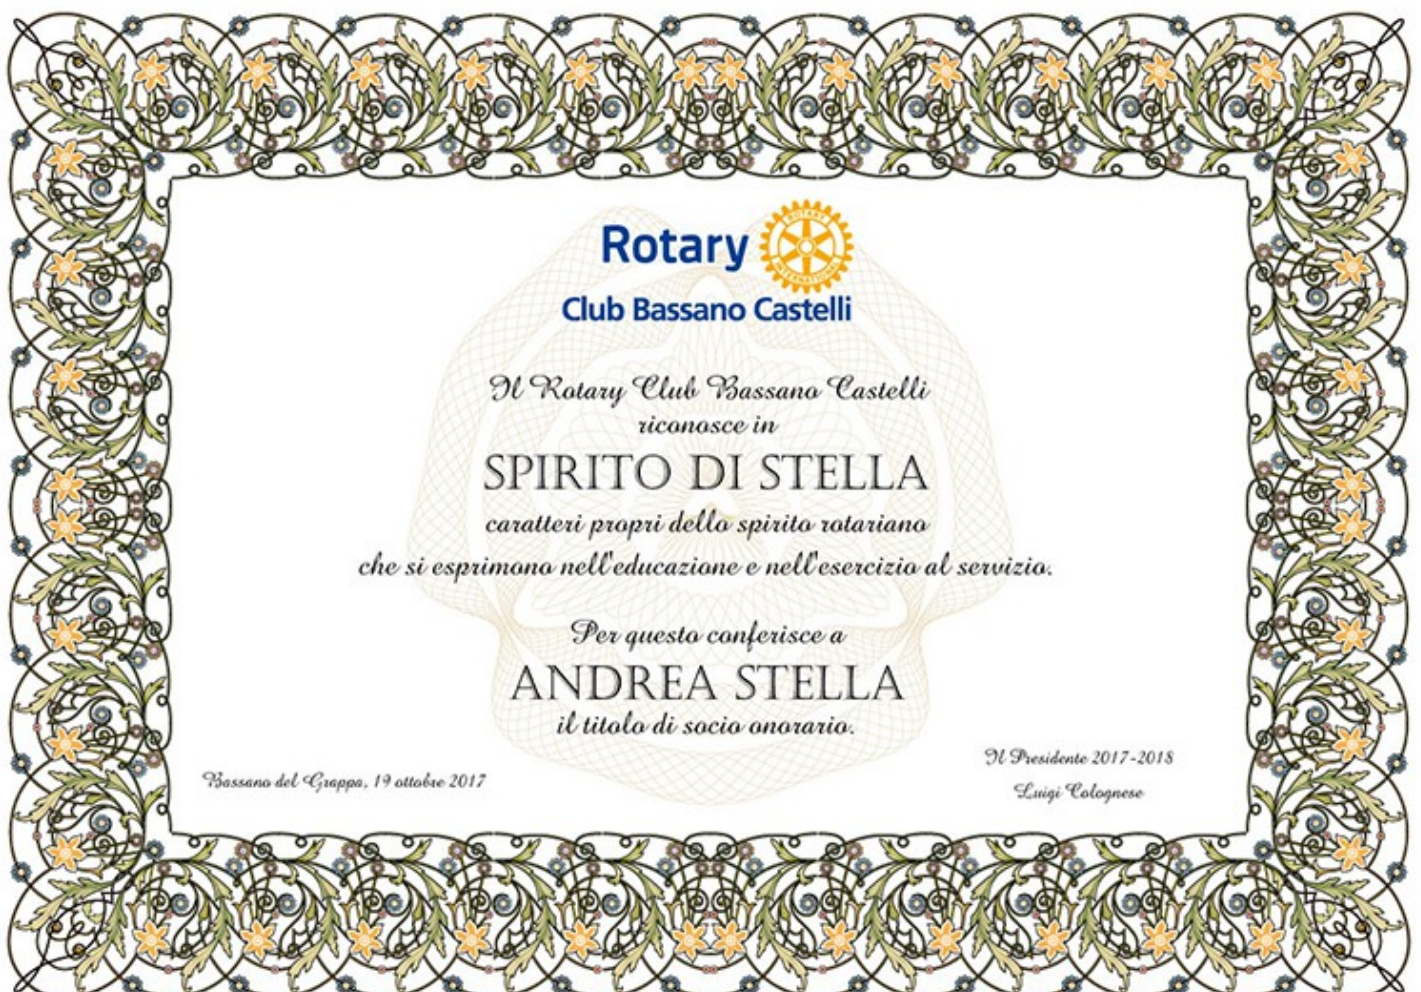 Rotary
ROTARY
INTERNATIONAL
Club Bassano Castelli
Il Rotary Club Bassano Castelli
riconosce in
SPIRITO DI STELLA
caratteri propri dello spirito rotariano
che si esprimono nell'educazione e nell'esercizio al servizio.
Per questo conferisce a
ANDREA STELLA
il titolo di socio onorario.
Il Presidente 2017-2018
Bassano del Grappa, 19 ottobre 2017
Luigi Colognese